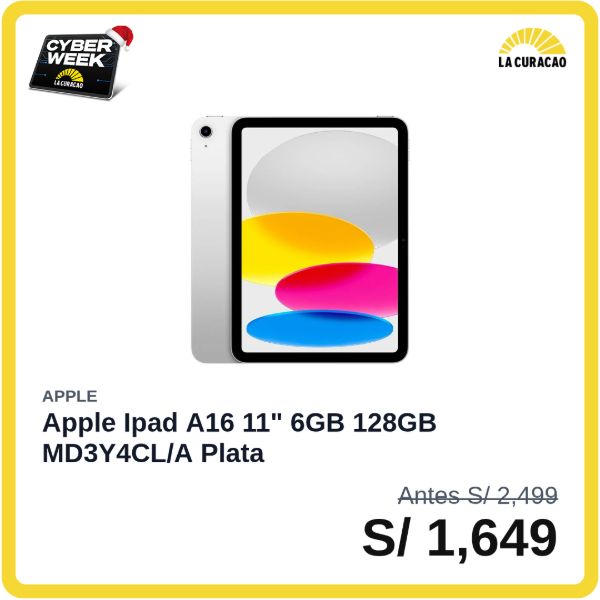 CYBER
WEEK
LA CURACAO
LA CURACAO
APPLE
Apple Ipad A16 11" 6GB 128GB
MD3Y4CL/A Plata
Antes S/ 2,499
S/ 1,649